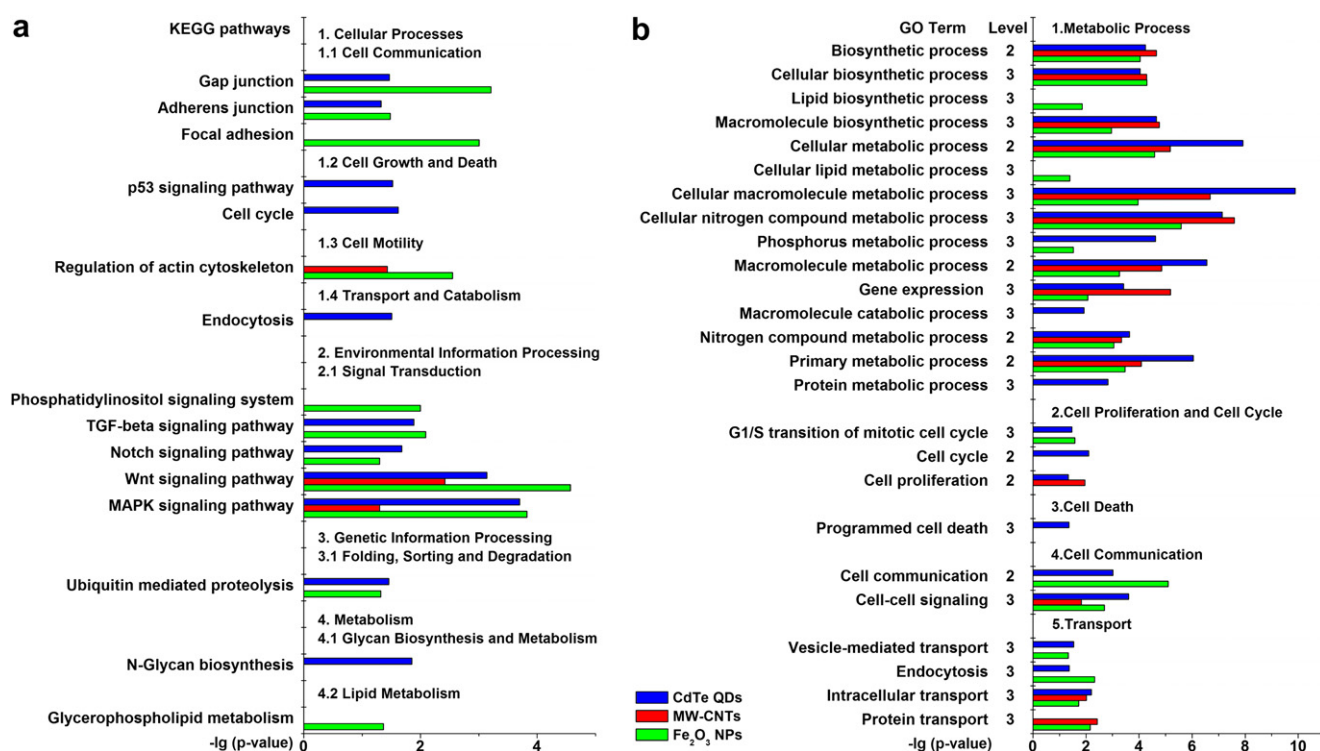 a
KEGG pathways
1. Cellular Processes
1.1 Cell Communication
Gap junction
Adherens junction
Focal adhesion
1.2 Cell Growth and Death
p53 signaling pathway
Cell cycle
1.3 Cell Motility
Regulation of actin cytoskeleton
1.4 Transport and Catabolism
Endocytosis
2. Environmental Information Processing
2.1 Signal Transduction
Phosphatidylinositol signaling system
TGF-beta signaling pathway
Notch signaling pathway
Wnt signaling pathway
MAPK signaling pathway
3. Genetic Information Processing
3.1 Folding, Sorting and Degradation
Ubiquitin mediated proteolysis
4. Metabolism
4.1 Glycan Biosynthesis and Metabolism
N-Glycan biosynthesis
4.2 Lipid Metabolism
Glycerophospholipid metabolism
-lg (p-value) 0 2 4
CdTe QDs
MW-CNTs
Fe₂O₃ NPs
b
GO Term Level 1.Metabolic Process
Biosynthetic process 2
Cellular biosynthetic process 3
Lipid biosynthetic process 3
Macromolecule biosynthetic process 3
Cellular metabolic process 2
Cellular lipid metabolic process 3
Cellular macromolecule metabolic process 3
Cellular nitrogen compound metabolic process 3
Phosphorus metabolic process 3
Macromolecule metabolic process 2
Gene expression 3
Macromolecule catabolic process 3
Nitrogen compound metabolic process 2
Primary metabolic process 2
Protein metabolic process 3
2.Cell Proliferation and Cell Cycle
G1/S transition of mitotic cell cycle 3
Cell cycle 2
Cell proliferation 2
3.Cell Death
Programmed cell death 3
4.Cell Communication
Cell communication 2
Cell-cell signaling 3
5.Transport
Vesicle-mediated transport 3
Endocytosis 3
Intracellular transport 3
Protein transport 3
-lg (p-value) 0 2 4 6 8 10